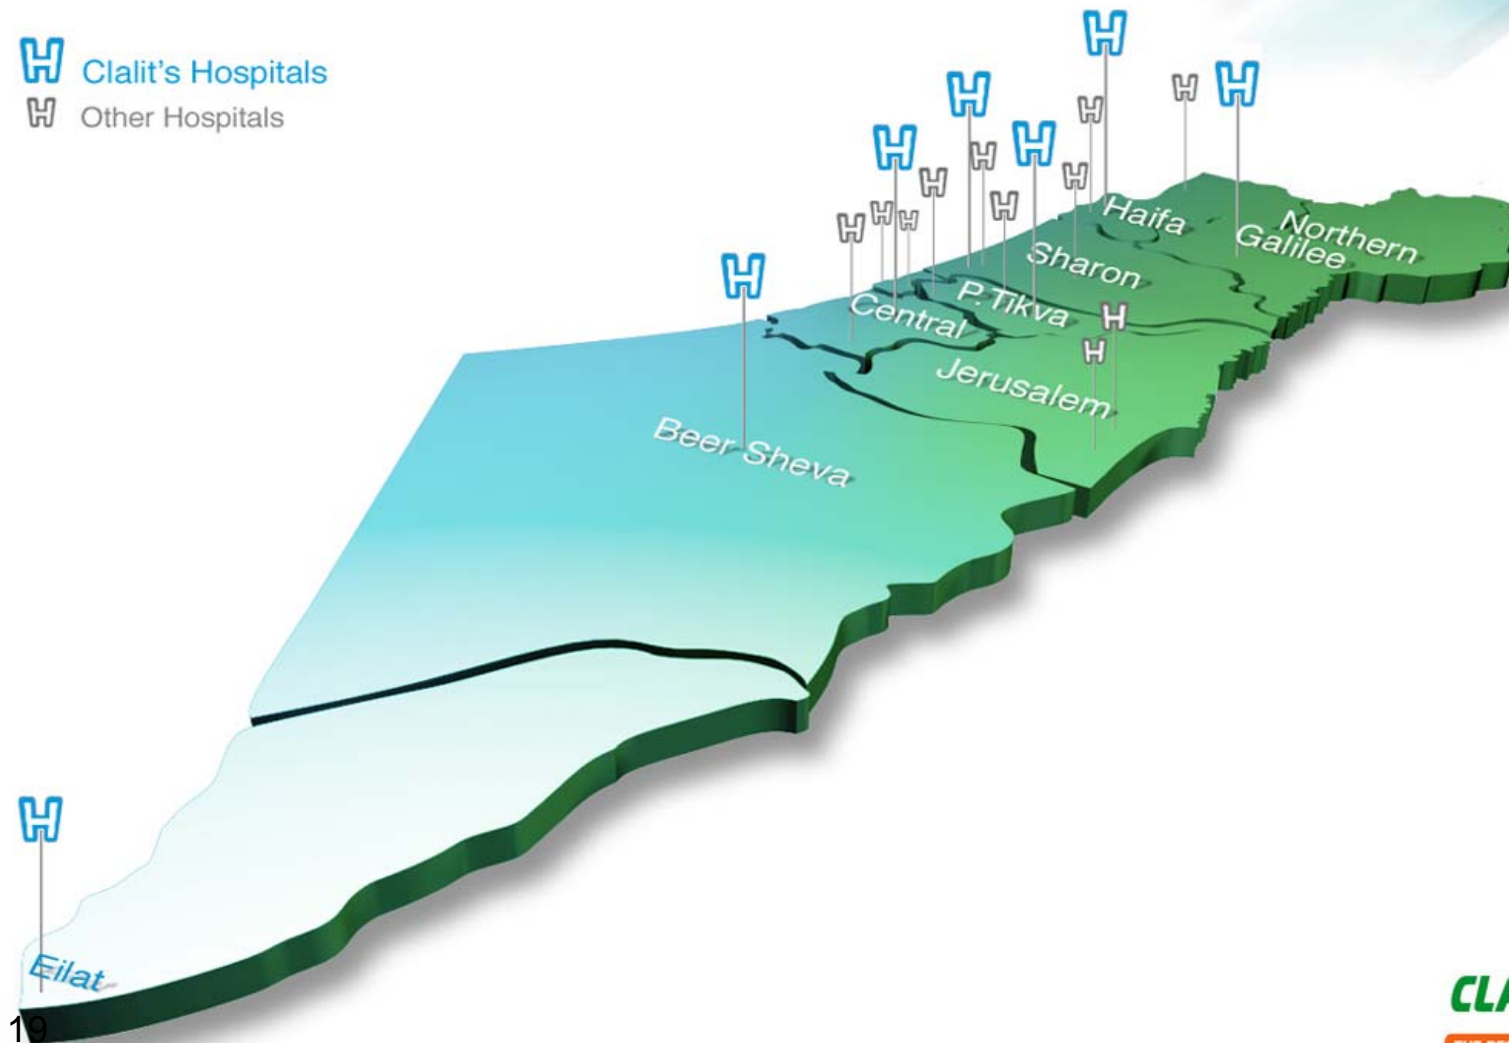 Clalit's Hospitals
Other Hospitals
Haifa
Northern
Galilee
Sharon
P.Tikva
Central
Jerusalem
Beer Sheva
Eilat
19